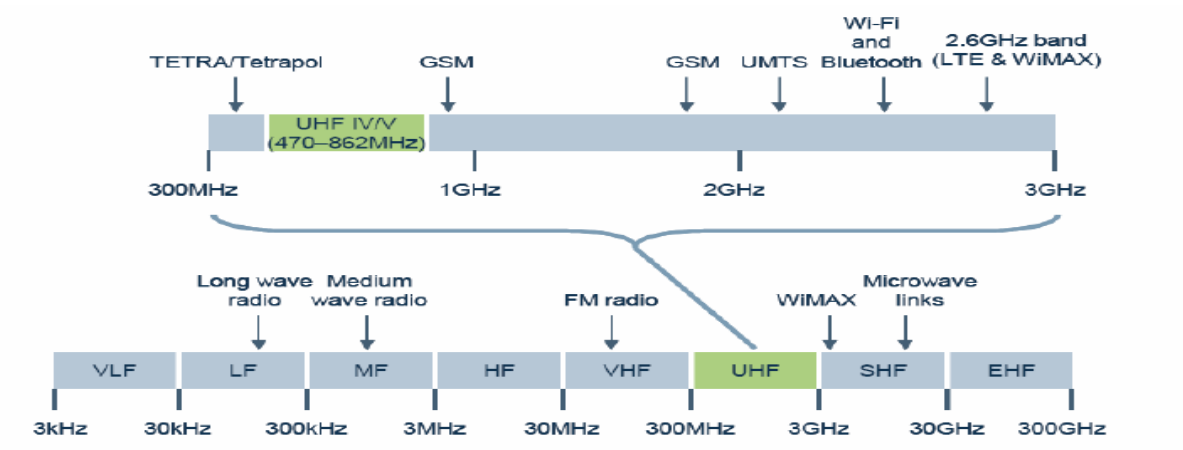 Wi-Fi
and
Bluetooth
2.6GHz band
(LTE & WiMAX)
TETRA/Tetrapol
GSM
GSM
UMTS
UHF IV/V
(470–862MHz)
300MHz
1GHz
2GHz
3GHz
Long wave
radio
Medium
wave radio
FM radio
WiMAX
Microwave
links
VLF
LF
MF
HF
VHF
UHF
SHF
EHF
3kHz
30kHz
300kHz
3MHz
30MHz
300MHz
3GHz
30GHz
300GHz